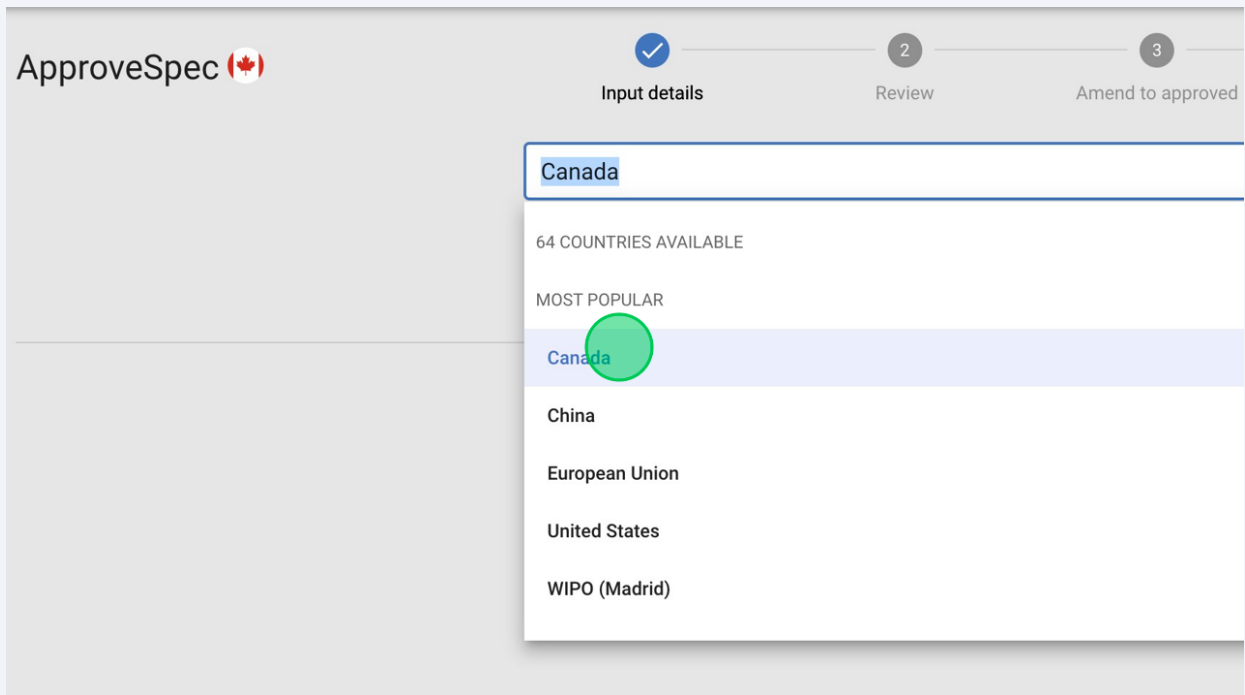 ApproveSpec
2
3
Input details
Review
Amend to approved
Canada
64 COUNTRIES AVAILABLE
MOST POPULAR
Canada
China
European Union
United States
WIPO (Madrid)